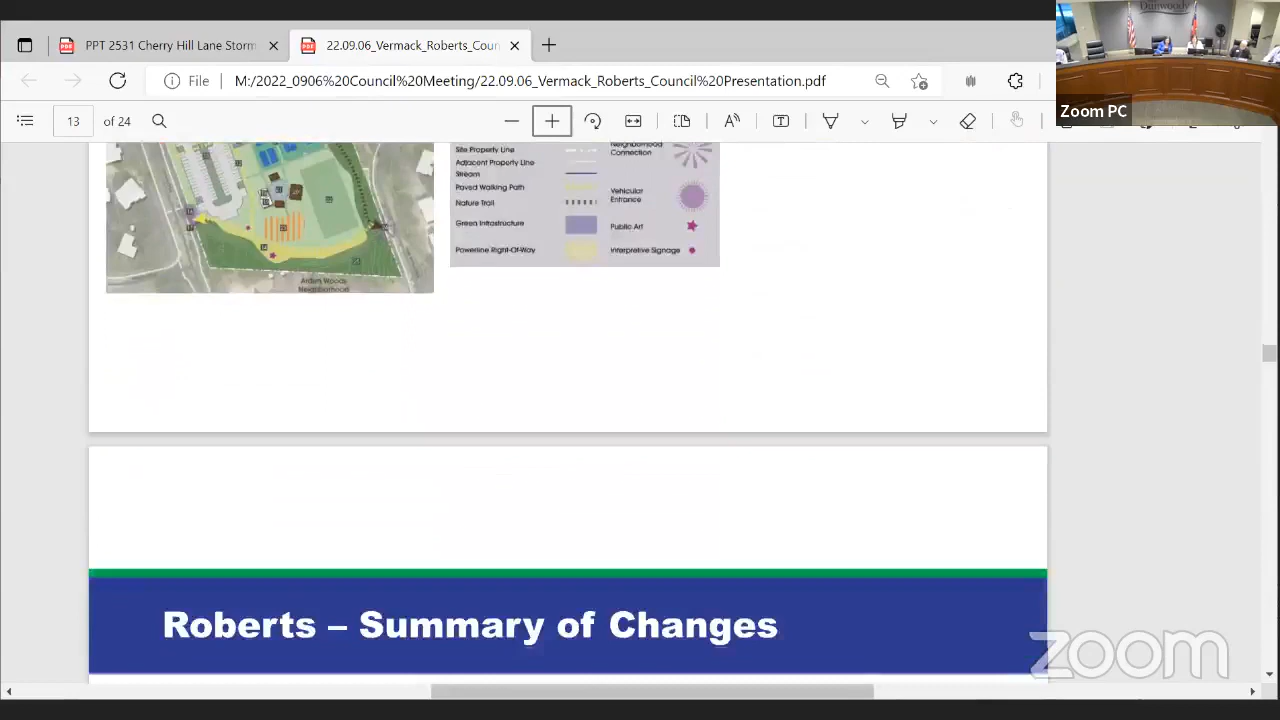 PPT 2531 Cherry Hill Lane Storm
22.09.06_Vermack_Roberts_Coun
Dunwoody
File
M:/2022_0906%20Council%20Meeting/22.09.06_Vermack_Roberts_Council%20Presentation.pdf
Zoom PC
13 of 24
Site Property Line
Neighborhood
Connection
Adjacent Property Line
Stream
Paved Walking Path
Vehicular
Entrance
Nature Trail
Green Infrastructure
Public Art
Powerline Right-Of-Way
Interpretive Signage
Arden Woods
Neighborhood
Roberts – Summary of Changes
zoom